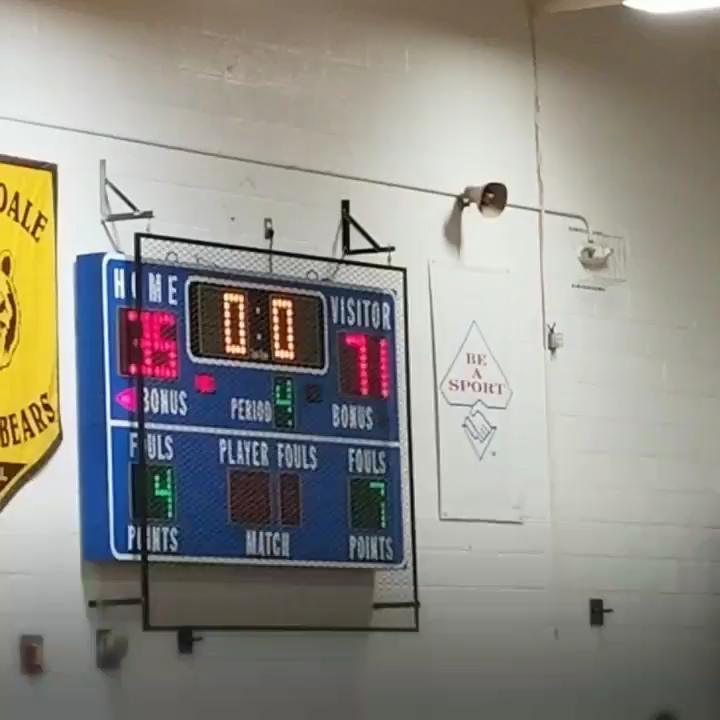 DALE
BEARS
HOME
0:0
VISITOR
71
BONUS
PERIOD 4
BONUS
FOULS
PLAYER FOULS
FOULS
4
7
POINTS
MATCH
POINTS
BE
A
SPORT